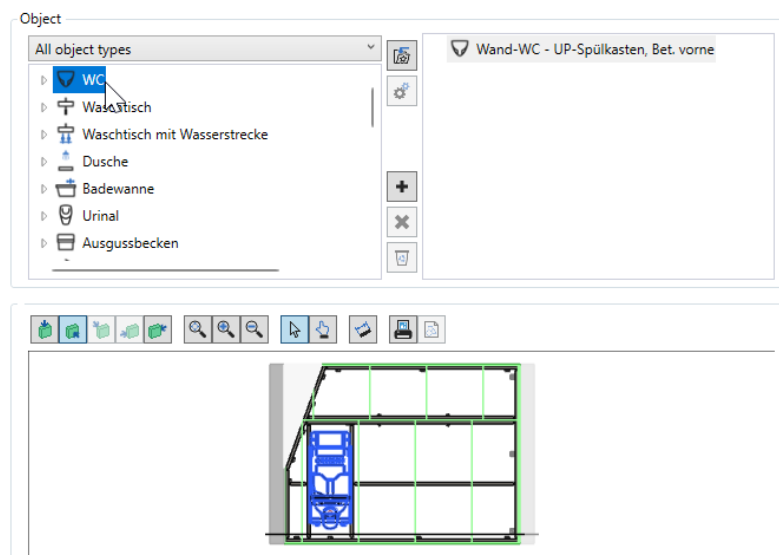 Object
All object types
WC
Waschtisch
Waschtisch mit Wasserstrecke
Dusche
Badewanne
Urinal
Ausgussbecken
Wand-WC - UP-Spülkasten, Bet. vorne